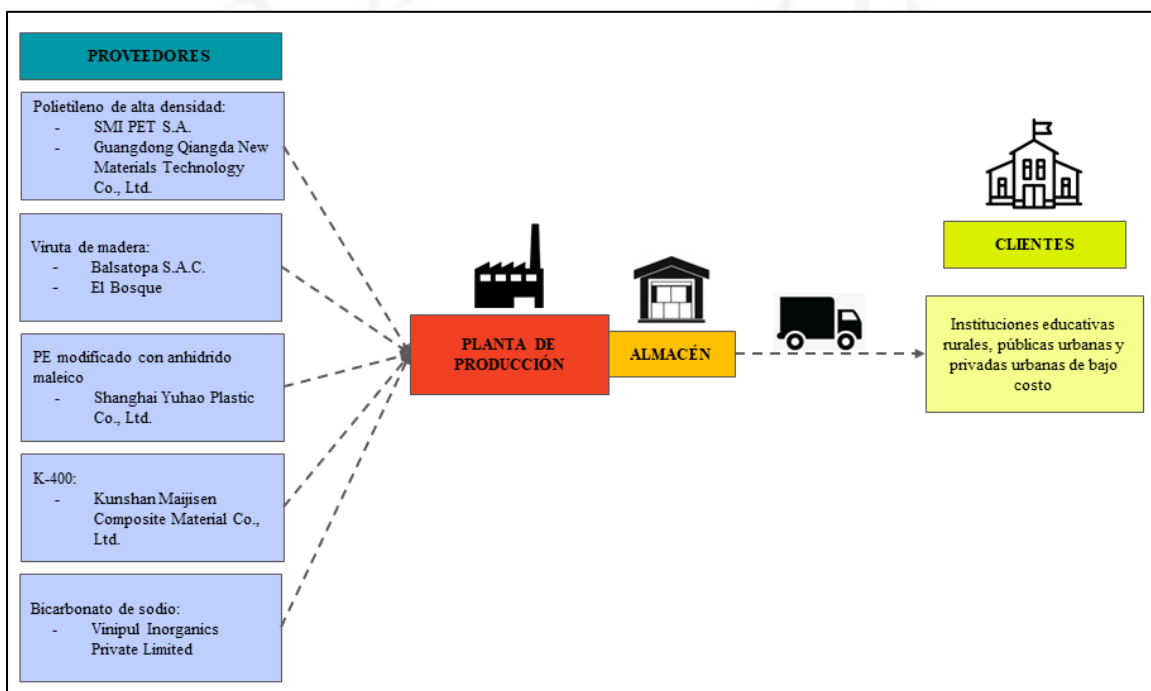 PROVEEDORES
Polietileno de alta densidad:
- SMI PET S.A.
- Guangdong Qiangda New
Materials Technology
Co., Ltd.
Viruta de madera:
- Balsatopa S.A.C.
- El Bosque
PE modificado con anhidrido
maleico
- Shanghai Yuhao Plastic
Co., Ltd.
K-400:
- Kunshan Maijisen
Composite Material Co.,
Ltd.
Bicarbonato de sodio:
- Vinipul Inorganics
Private Limited
PLANTA DE
PRODUCCIÓN
ALMACÉN
CLIENTES
Instituciones educativas
rurales, públicas urbanas y
privadas urbanas de bajo
costo